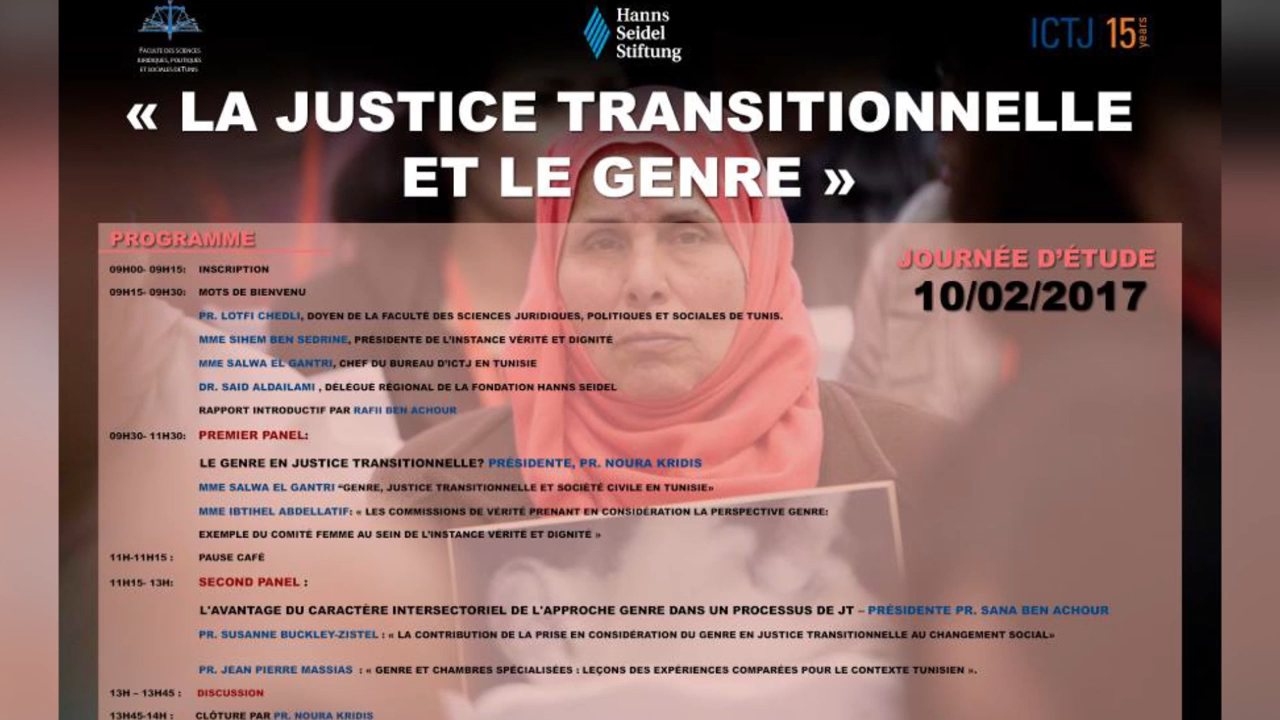 FACULTE DES SCIENCES
JURIDIQUES, POLITIQUES
ET SOCIALES DE TUNIS
Hanns
Seidel
Stiftung
ICTJ 15 years
« LA JUSTICE TRANSITIONNELLE
ET LE GENRE »
PROGRAMME
JOURNÉE D'ÉTUDE
10/02/2017
09H00- 09H15: INSCRIPTION
09H15- 09H30: MOTS DE BIENVENU
PR. LOTFI CHEDLI, DOYEN DE LA FACULTÉ DES SCIENCES JURIDIQUES, POLITIQUES ET SOCIALES DE TUNIS.
MME SIHEM BEN SEDRINE, PRÉSIDENTE DE L'INSTANCE VÉRITÉ ET DIGNITÉ
MME SALWA EL GANTRI, CHEF DU BUREAU D'ICTJ EN TUNISIE
DR. SAID ALDAILAMI , DÉLÉGUÉ RÉGIONAL DE LA FONDATION HANNS SEIDEL
RAPPORT INTRODUCTIF PAR RAFII BEN ACHOUR
09H30- 11H30: PREMIER PANEL:
LE GENRE EN JUSTICE TRANSITIONNELLE? PRÉSIDENTE, PR. NOURA KRIDIS
MME SALWA EL GANTRI "GENRE, JUSTICE TRANSITIONNELLE ET SOCIÉTÉ CIVILE EN TUNISIE»
MME IBTIHEL ABDELLATIF: « LES COMMISSIONS DE VÉRITÉ PRENANT EN CONSIDÉRATION LA PERSPECTIVE GENRE:
EXEMPLE DU COMITÉ FEMME AU SEIN DE L'INSTANCE VÉRITÉ ET DIGNITÉ »
11H-11H15 : PAUSE CAFÉ
11H15- 13H: SECOND PANEL :
L'AVANTAGE DU CARACTÈRE INTERSECTORIEL DE L'APPROCHE GENRE DANS UN PROCESSUS DE JT – PRÉSIDENTE PR. SANA BEN ACHOUR
PR. SUSANNE BUCKLEY-ZISTEL : « LA CONTRIBUTION DE LA PRISE EN CONSIDÉRATION DU GENRE EN JUSTICE TRANSITIONNELLE AU CHANGEMENT SOCIAL»
PR. JEAN PIERRE MASSIAS : « GENRE ET CHAMBRES SPÉCIALISÉES : LEÇONS DES EXPÉRIENCES COMPARÉES POUR LE CONTEXTE TUNISIEN ».
13H – 13H45 : DISCUSSION
13H45-14H : CLÔTURE PAR PR. NOURA KRIDIS